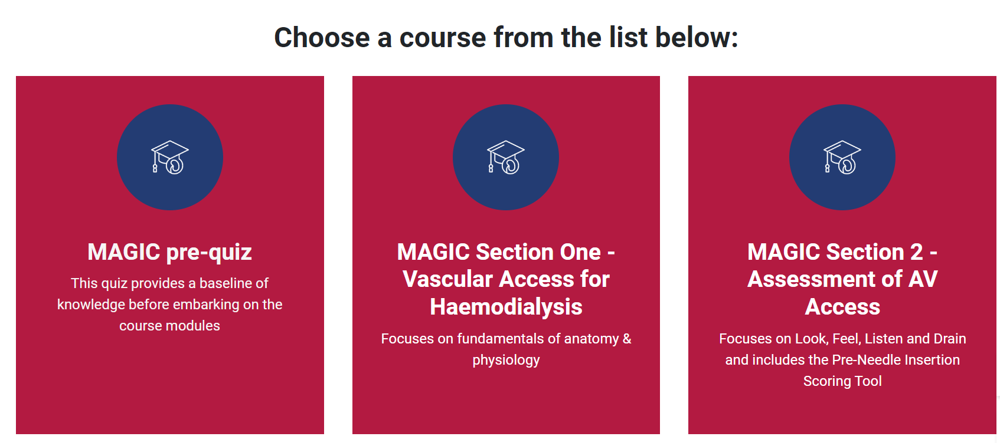 Choose a course from the list below:
MAGIC pre-quiz
This quiz provides a baseline of
knowledge before embarking on the
course modules
MAGIC Section One -
Vascular Access for
Haemodialysis
Focuses on fundamentals of anatomy &
physiology
MAGIC Section 2 -
Assessment of AV
Access
Focuses on Look, Feel, Listen and Drain
and includes the Pre-Needle Insertion
Scoring Tool